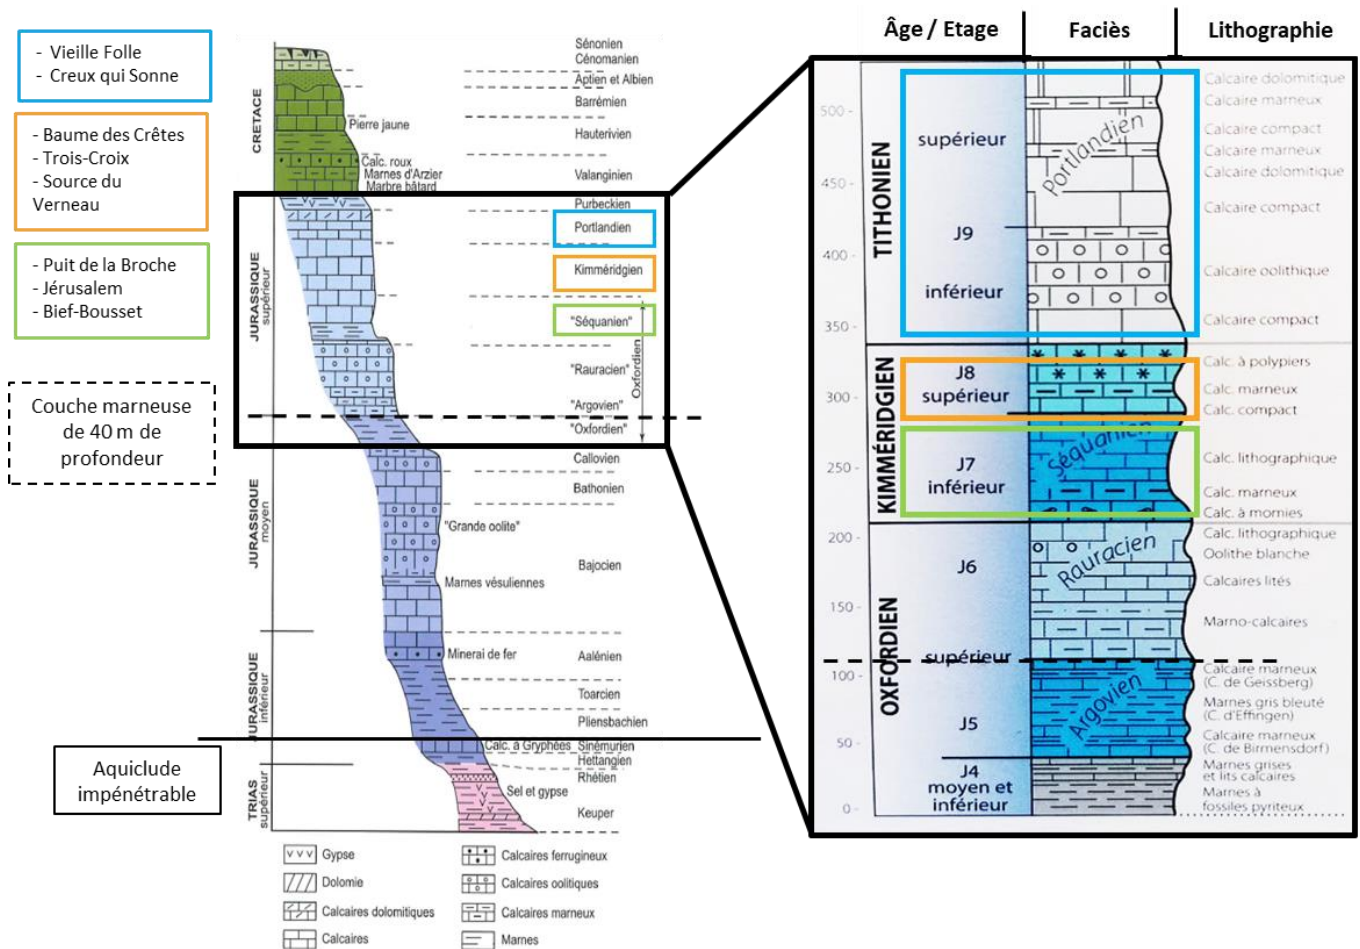 - Vieille Folle
- Creux qui Sonne
- Baume des Crêtes
- Trois-Croix
- Source du
Verneau
- Puit de la Broche
- Jérusalem
- Bief-Bousset
Couche marneuse
de 40 m de
profondeur
Aquiclude
impénétrable
CRETACE
JURASSIQUE
supérieur
JURASSIQUE
moyen
JURASSIQUE
inférieur
TRIAS
supérieur
Pierre jaune
Calc. roux
Marnes d'Arzier
Marbre bâtard
"Grande oolite"
Marnes vésuliennes
Minerai de fer
Calc. à Gryphées
Sel et gypse
Sénonien
Cénomanien
Aptien et Albien
Barrémien
Hauterivien
Valanginien
Purbeckien
Portlandien
Kimméridgien
"Séquanien"
"Rauracien"
"Argovien"
"Oxfordien"
Oxfordien
Callovien
Bathonien
Bajocien
Aalénien
Toarcien
Pliensbachien
Sinémurien
Hettangien
Rhétien
Keuper
Gypse
Dolomie
Calcaires dolomitiques
Calcaires
Calcaires ferrugineux
Calcaires oolitiques
Calcaires marneux
Marnes
Âge / Etage
Faciès
Lithographie
500 -
450 -
400 -
350 -
300 -
250 -
200 -
150 -
100 -
50 -
0 -
TITHONIEN
KIMMÉRIDGIEN
OXFORDIEN
supérieur
J9
inférieur
J8
supérieur
J7
inférieur
J6
supérieur
J5
J4
moyen et
inférieur
Portlandien
Séquanien
Rauracien
Argovien
Calcaire dolomitique
Calcaire marneux
Calcaire compact
Calcaire marneux
Calcaire dolomitique
Calcaire compact
Calcaire oolithique
Calcaire compact
Calc. à polypiers
Calc. marneux
Calc. compact
Calc. lithographique
Calc. marneux
Calc. à momies
Calc. lithographique
Oolithe blanche
Calcaires lités
Marno-calcaires
Calcaire marneux
(C. de Geissberg)
Marnes gris bleuté
(C. d'Effingen)
Calcaire marneux
(C. de Birmensdorf)
Marnes grises
et lits calcaires
Marnes à
fossiles pyriteux